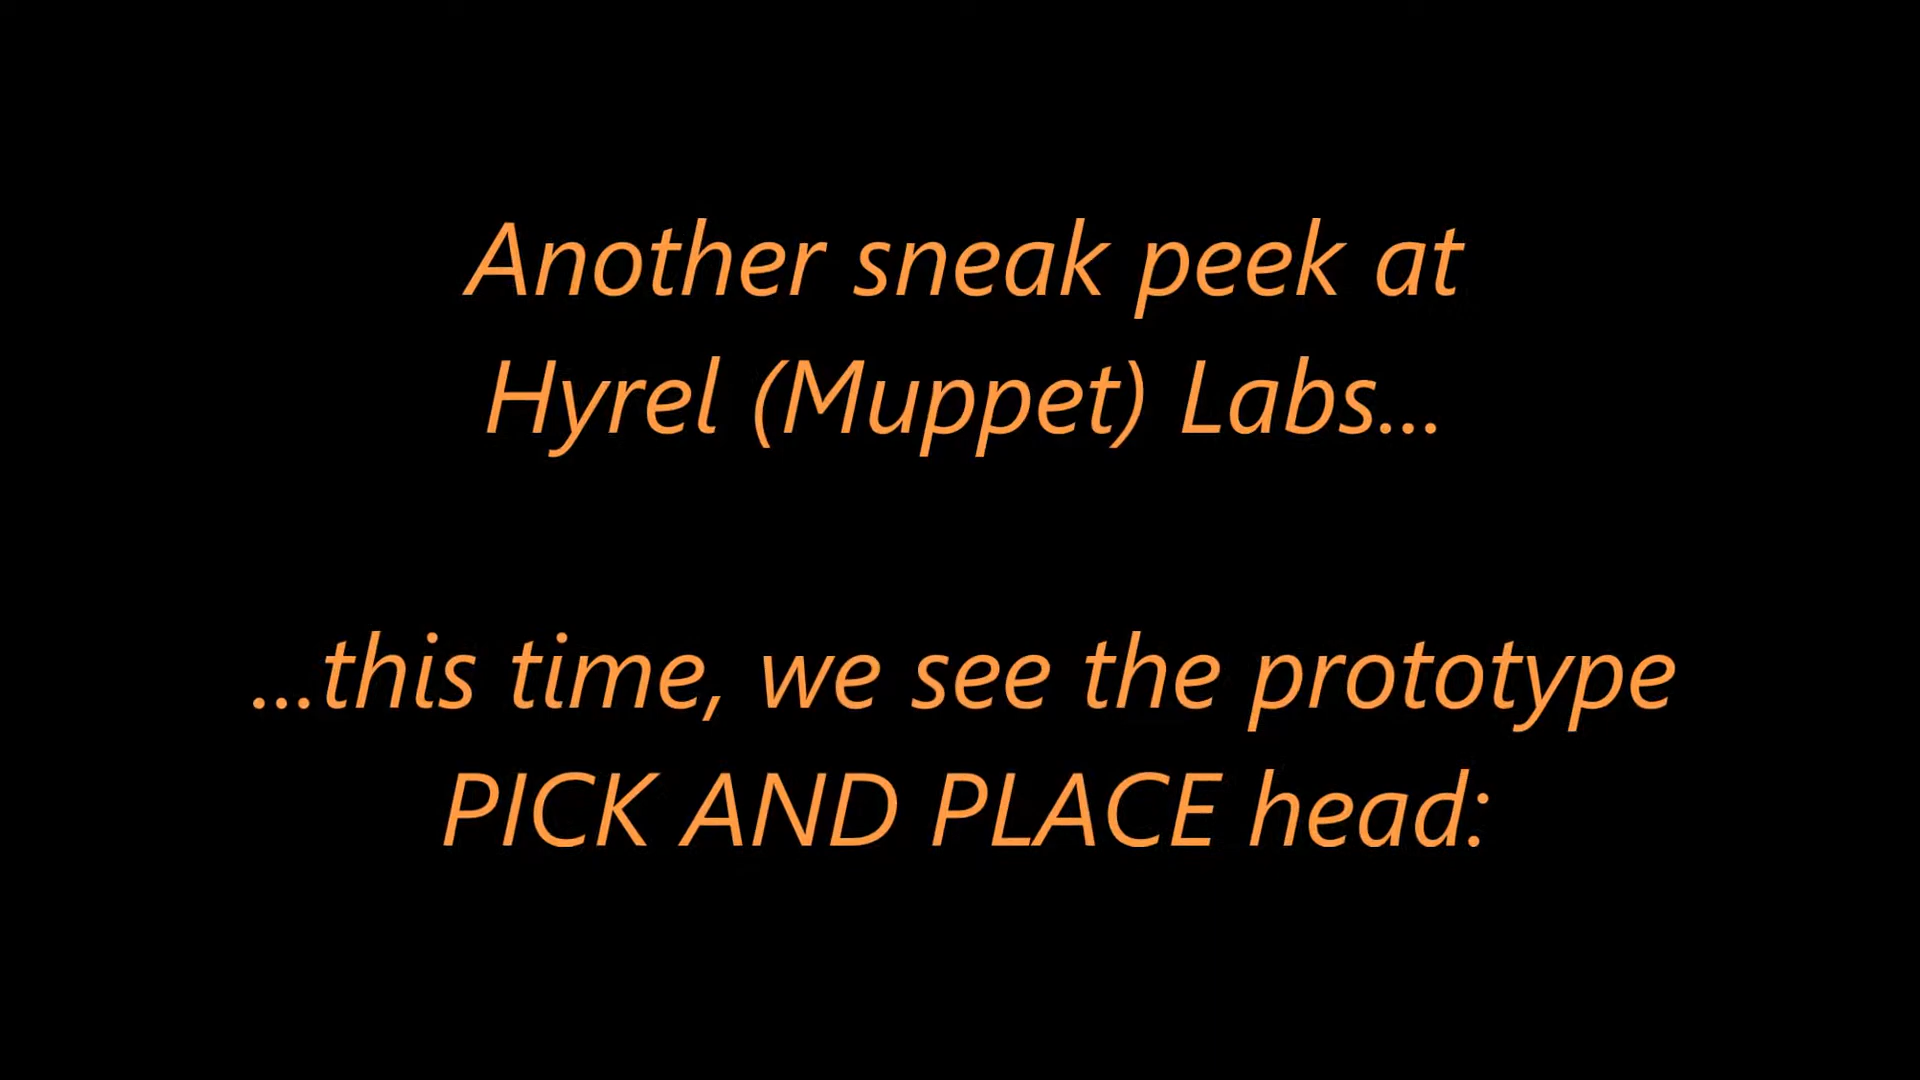 Another sneak peek at
Hyrel (Muppet) Labs...
...this time, we see the prototype
PICK AND PLACE head: